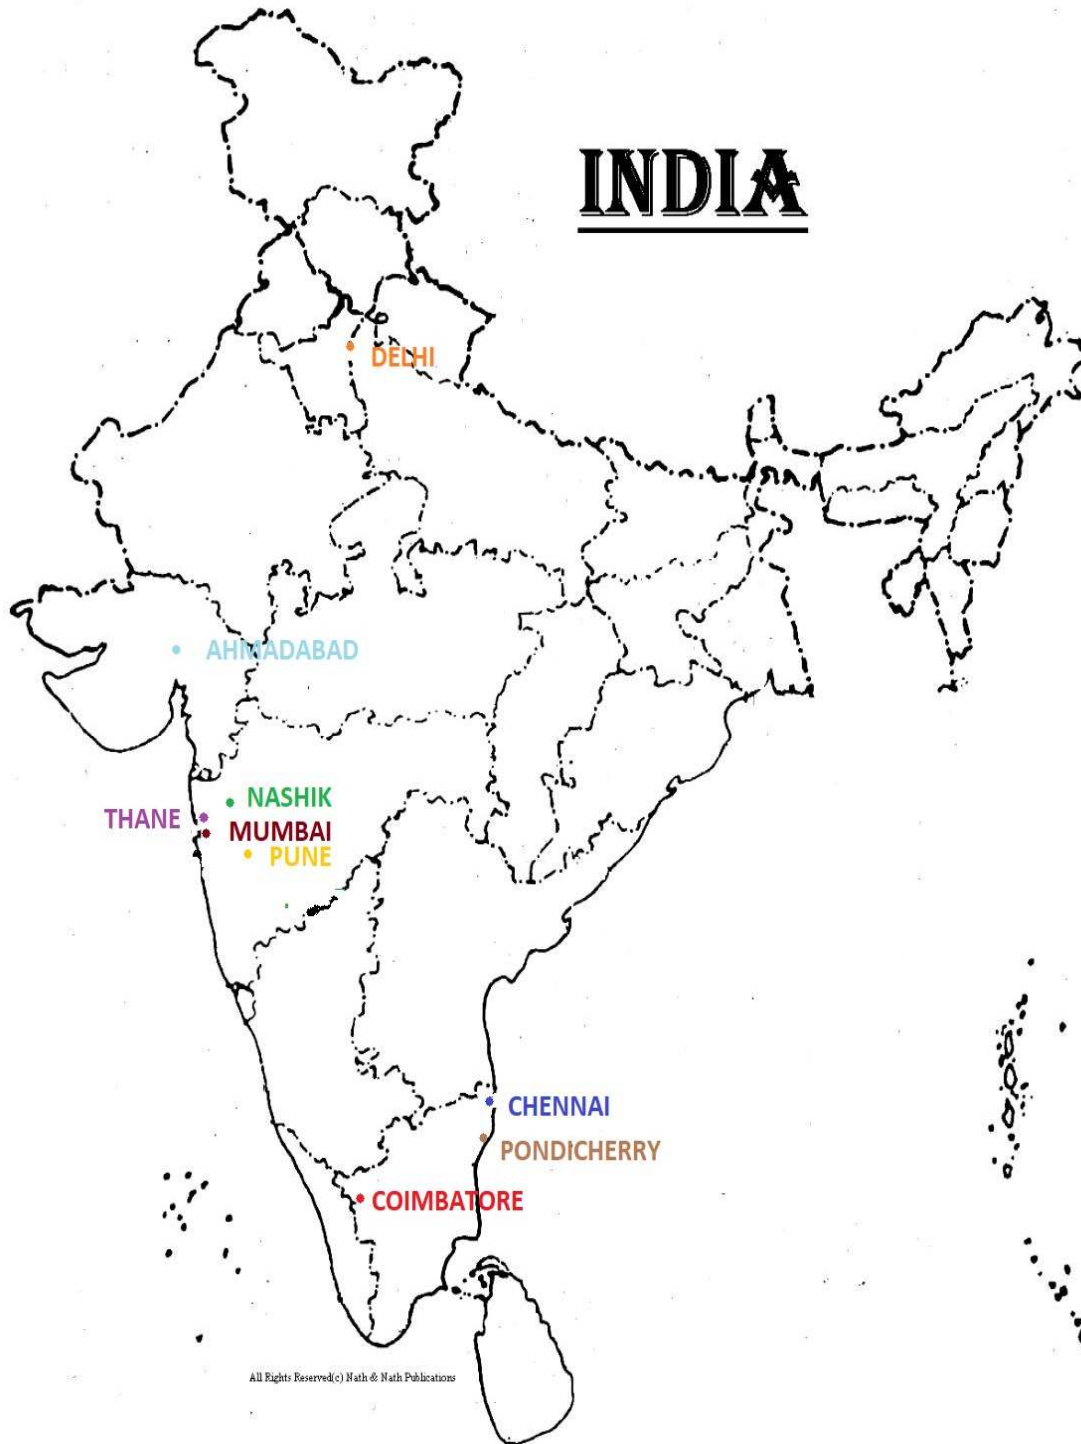 INDIA
DELHI
AHMADABAD
NASHIK
THANE
MUMBAI
PUNE
CHENNAI
PONDICHERRY
COIMBATORE
All Rights Reserved(c) Nath & Nath Publications